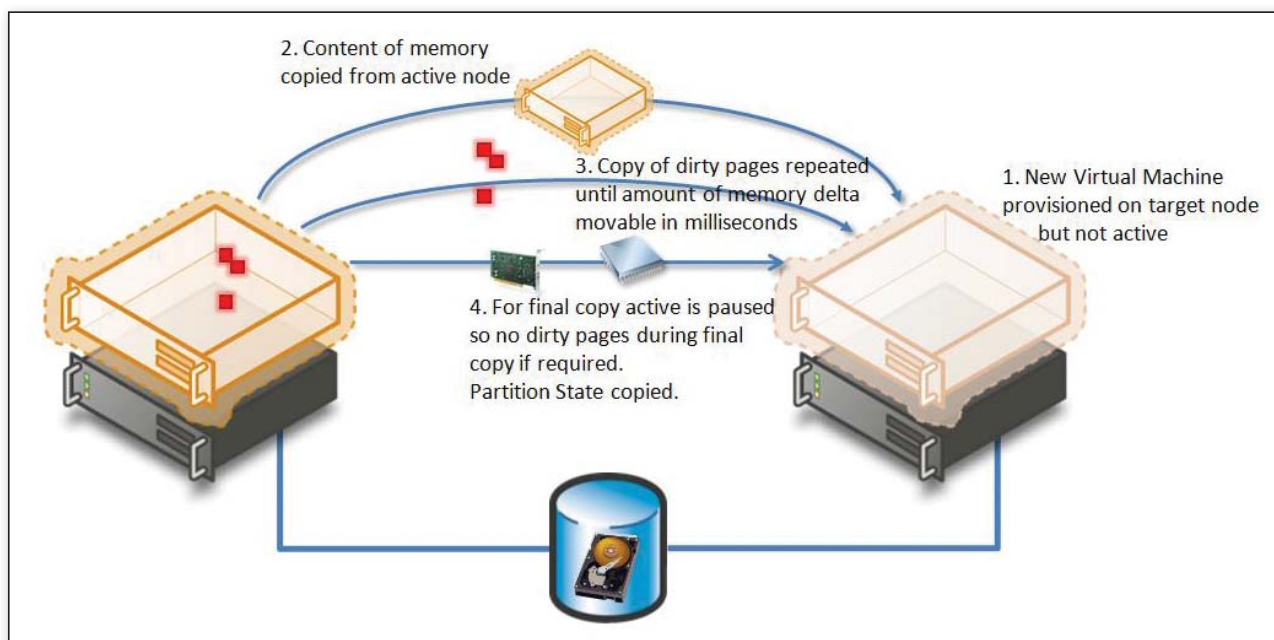 2. Content of memory
copied from active node
3. Copy of dirty pages repeated
until amount of memory delta
movable in milliseconds
1. New Virtual Machine
provisioned on target node
but not active
4. For final copy active is paused
so no dirty pages during final
copy if required.
Partition State copied.